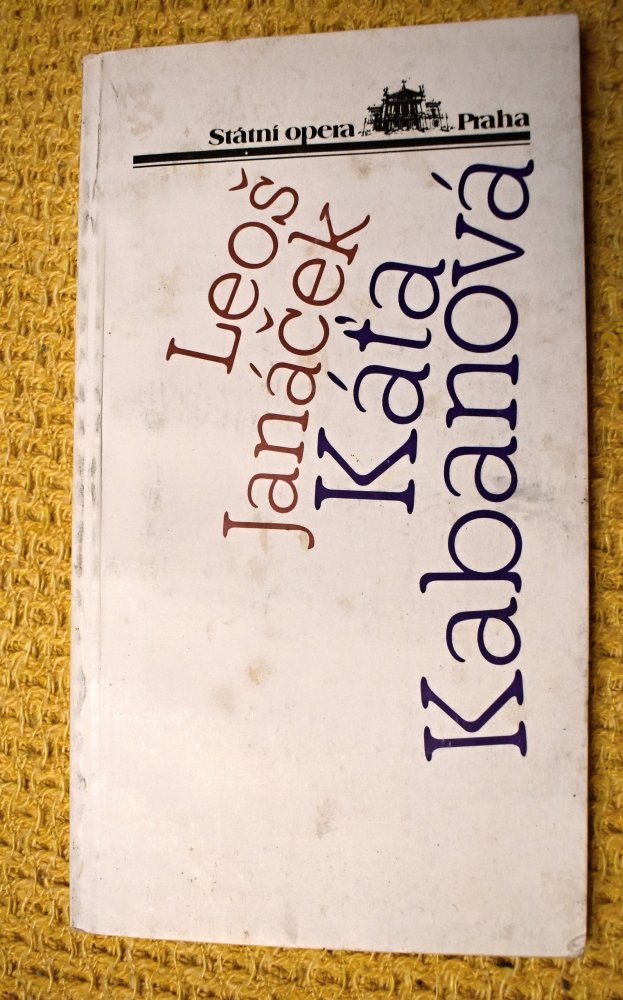 Státní opera Praha
Leoš
Janáček
Káťa
Kabanová